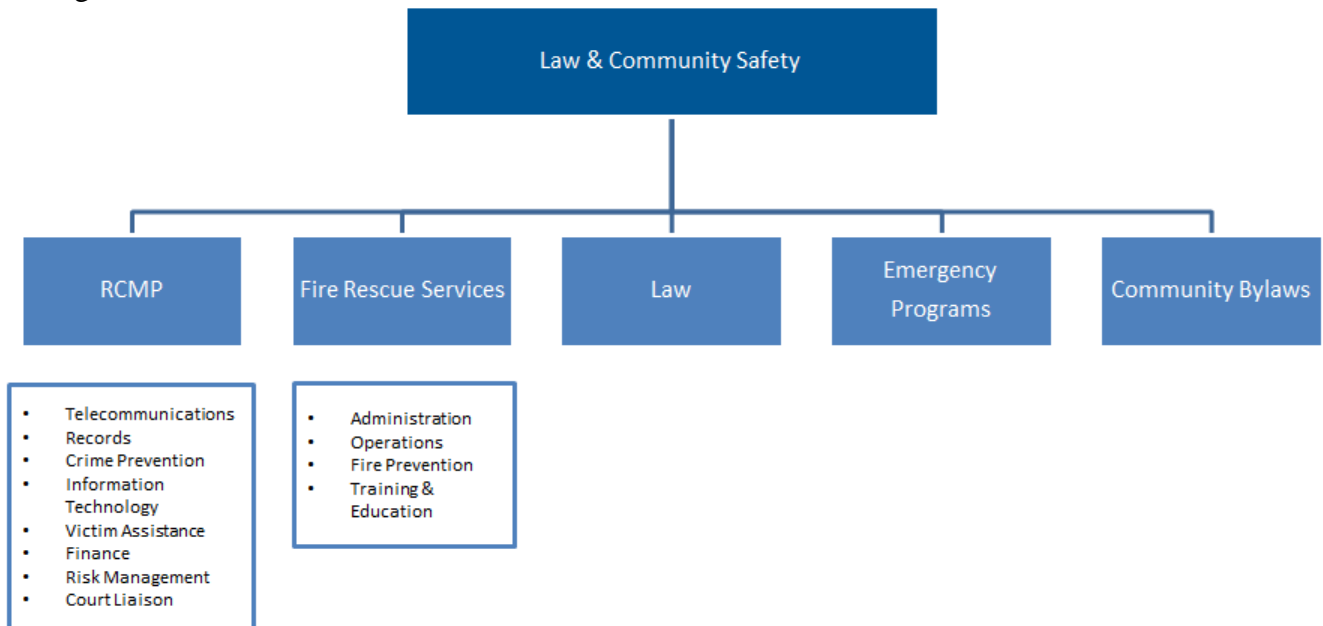 Law & Community Safety
RCMP
Fire Rescue Services
Law
Emergency
Programs
Community Bylaws
• Telecommunications
• Records
• Crime Prevention
• Information
Technology
• Victim Assistance
• Finance
• Risk Management
• Court Liaison
• Administration
• Operations
• Fire Prevention
• Training &
Education